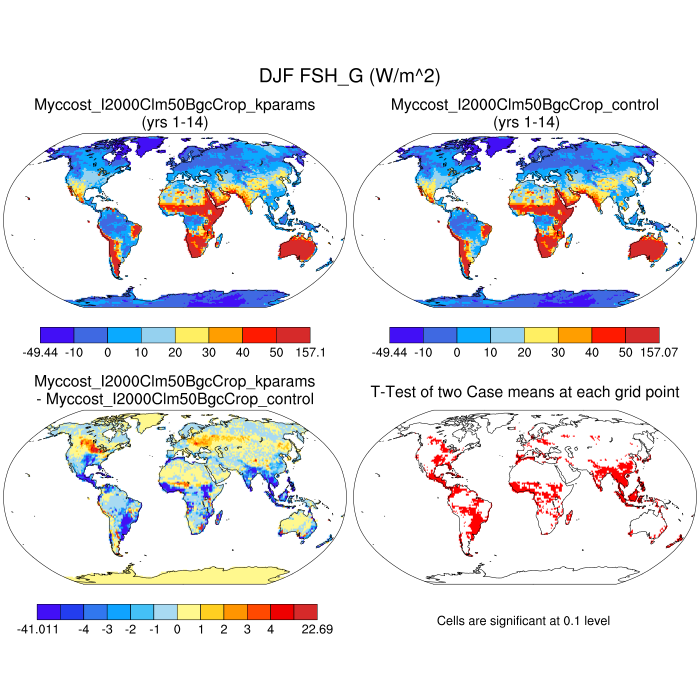 DJF FSH_G (W/m^2)
Myccost_I2000Clm50BgcCrop_kparams
(yrs 1-14)
Myccost_I2000Clm50BgcCrop_control
(yrs 1-14)
-49.44 -10 0 10 20 30 40 50 157.1
-49.44 -10 0 10 20 30 40 50 157.07
Myccost_I2000Clm50BgcCrop_kparams
- Myccost_I2000Clm50BgcCrop_control
T-Test of two Case means at each grid point
-41.011 -4 -3 -2 -1 0 1 2 3 4 22.69
Cells are significant at 0.1 level